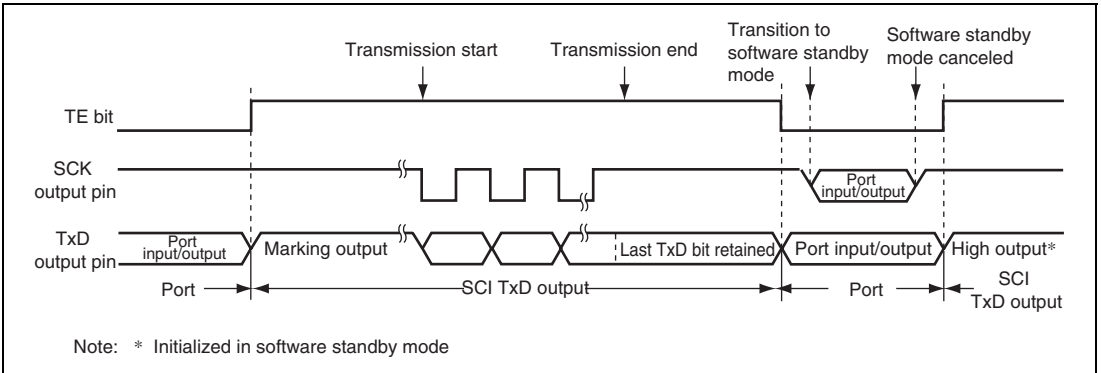 Transmission start
Transmission end
Transition to
software standby
mode
Software standby
mode canceled
TE bit
SCK
output pin
Port
input/output
TxD
output pin
Port
input/output
Marking output
Last TxD bit retained
Port input/output
High output*
Port
SCI TxD output
Port
SCI
TxD output
Note: * Initialized in software standby mode